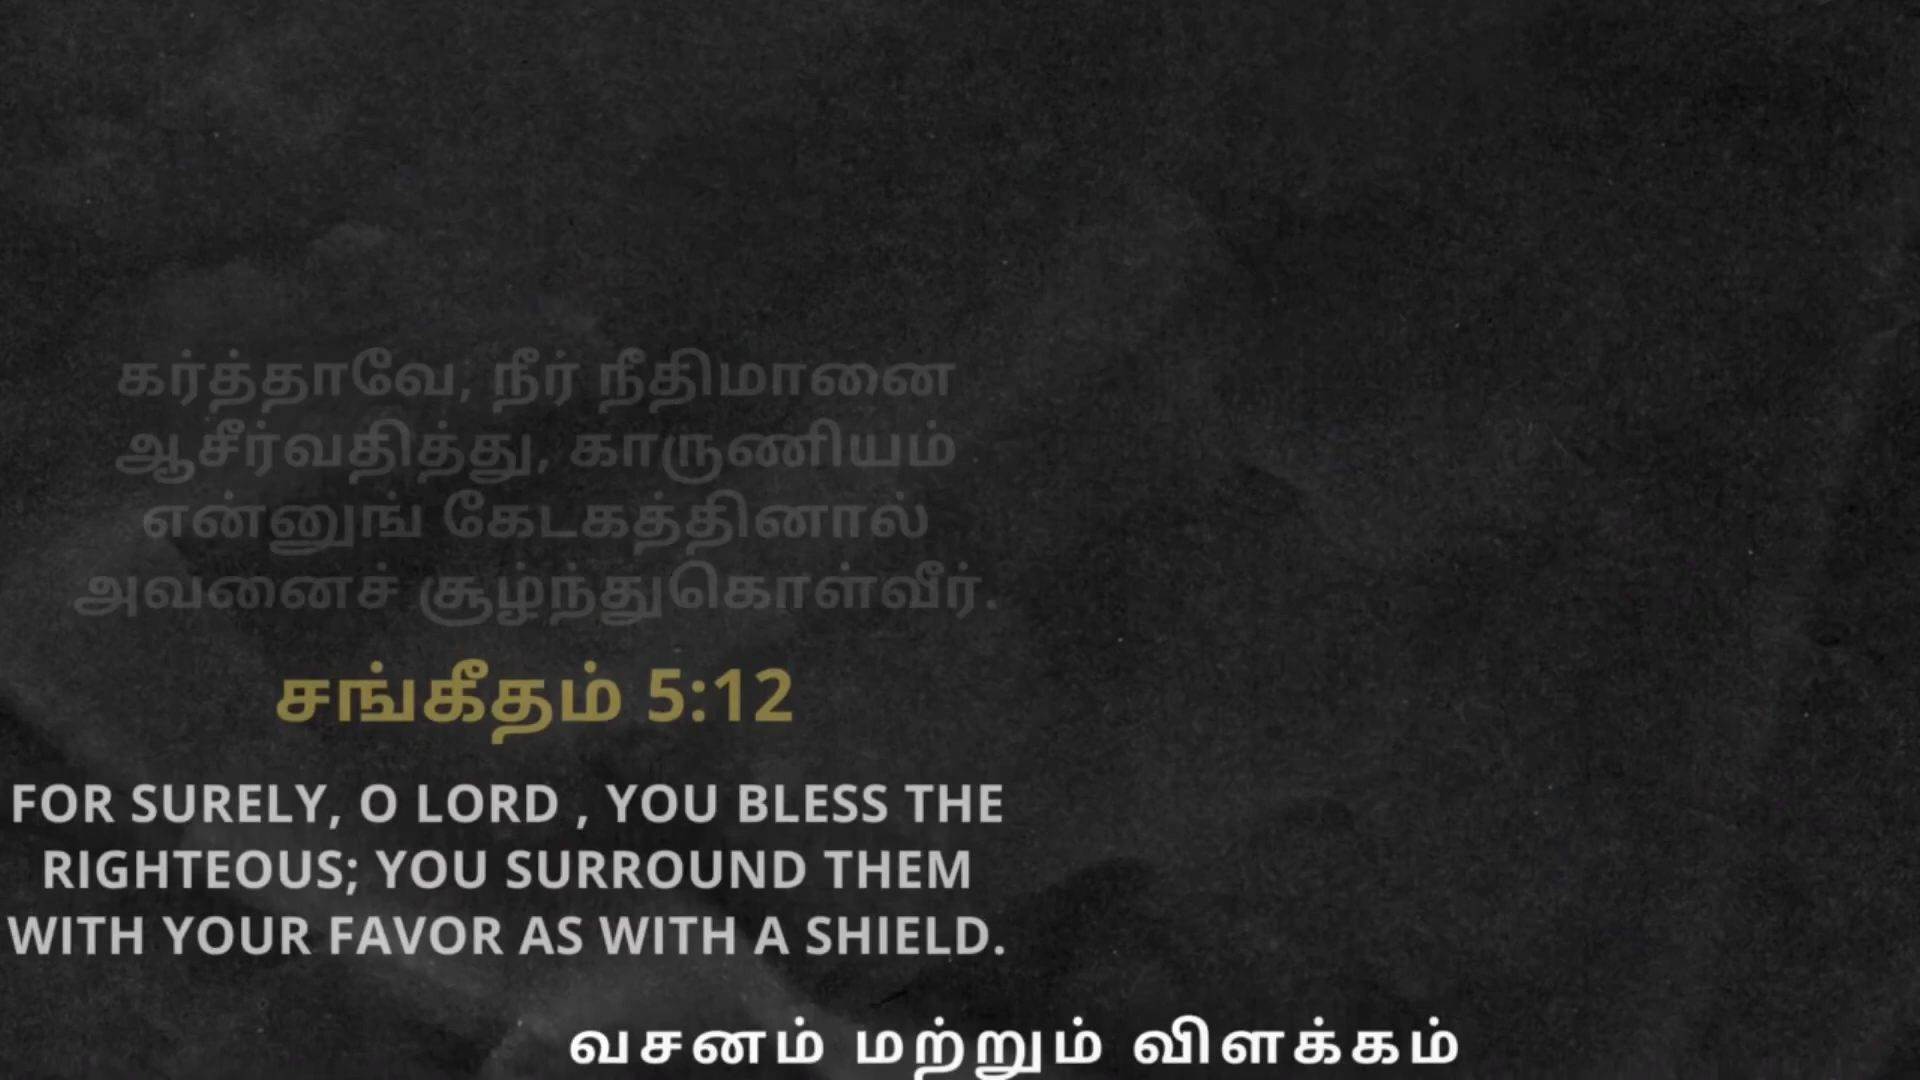 கர்த்தாவே, நீர் நீதிமானை
ஆசீர்வதித்து, காருணியம்
என்னுங் கேடகத்தினால்
அவனைச் சூழ்ந்துகொள்வீர்.
சங்கீதம் 5:12
FOR SURELY, O LORD , YOU BLESS THE
RIGHTEOUS; YOU SURROUND THEM
WITH YOUR FAVOR AS WITH A SHIELD.
வசனம் மற்றும் விளக்கம்